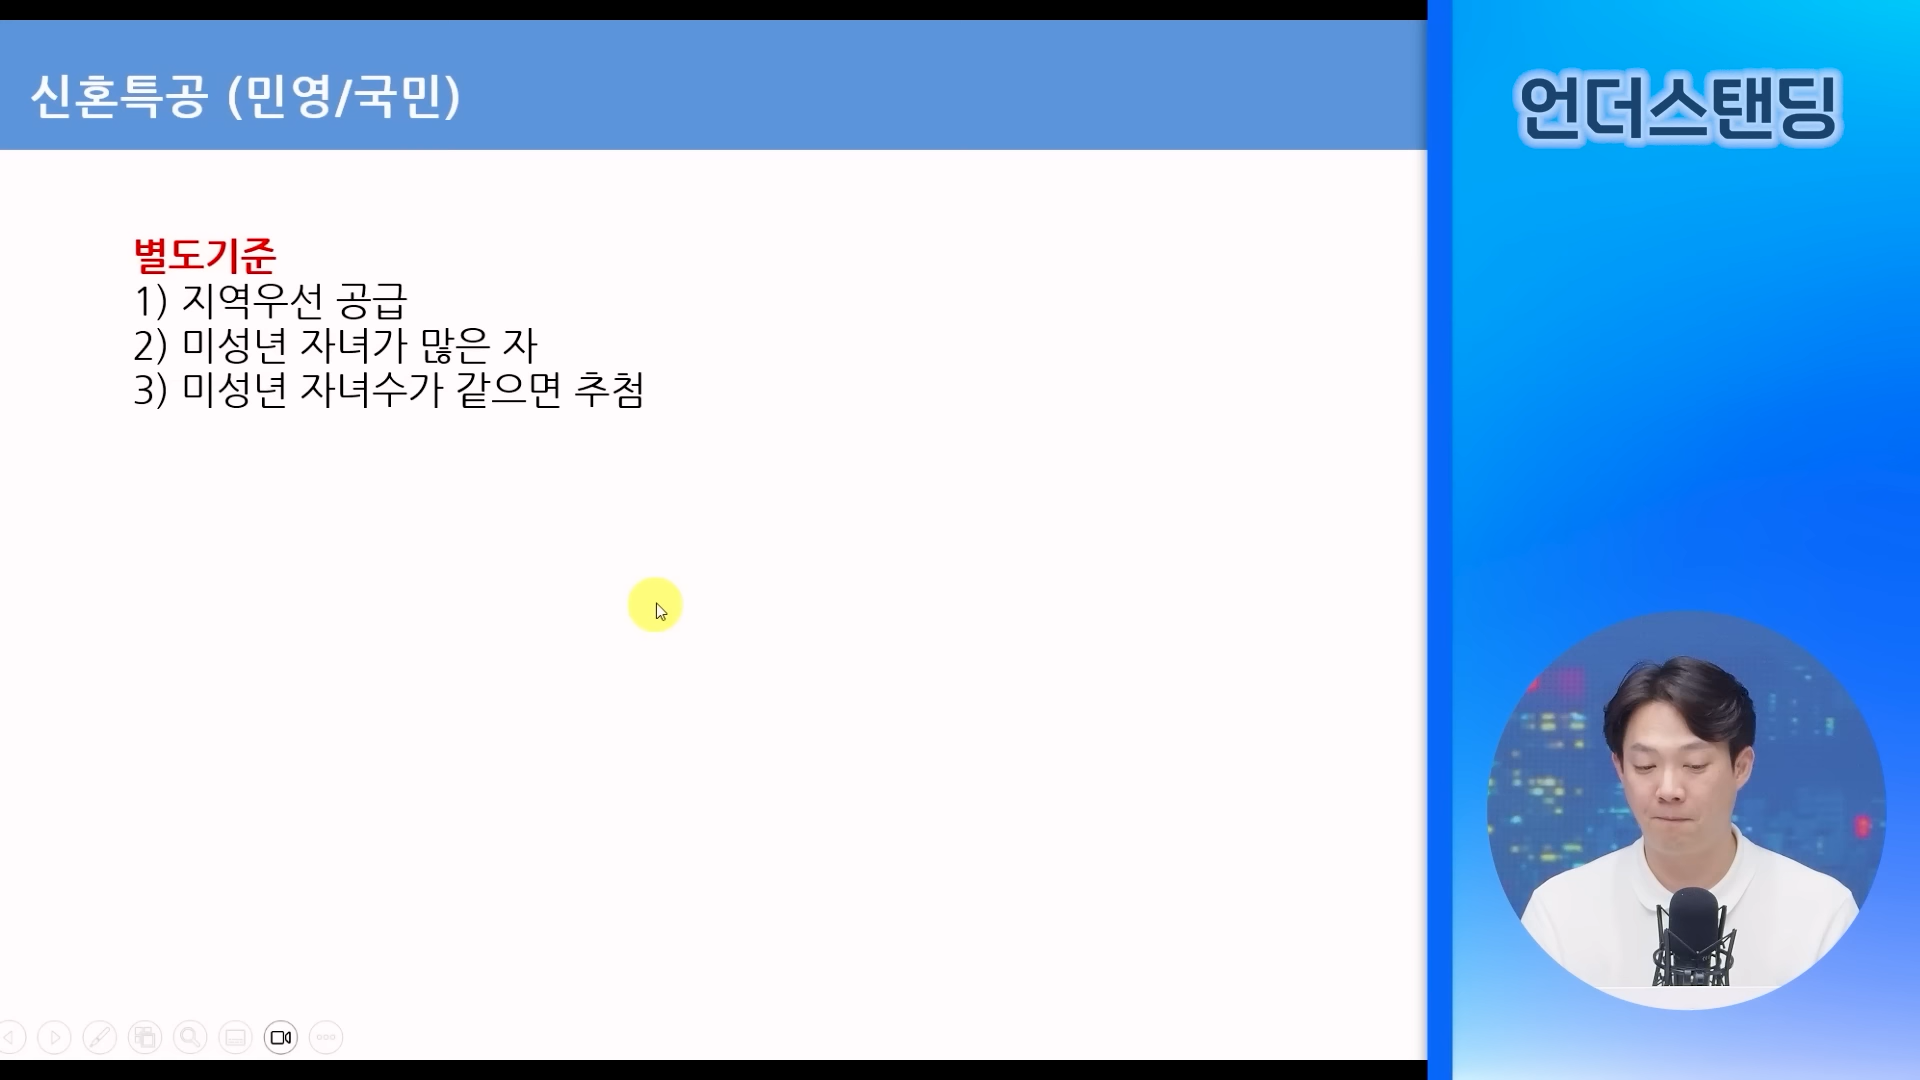 신혼특공 (민영/국민)
언더스탠딩
별도기준
1) 지역우선 공급
2) 미성년 자녀가 많은 자
3) 미성년 자녀수가 같으면 추첨